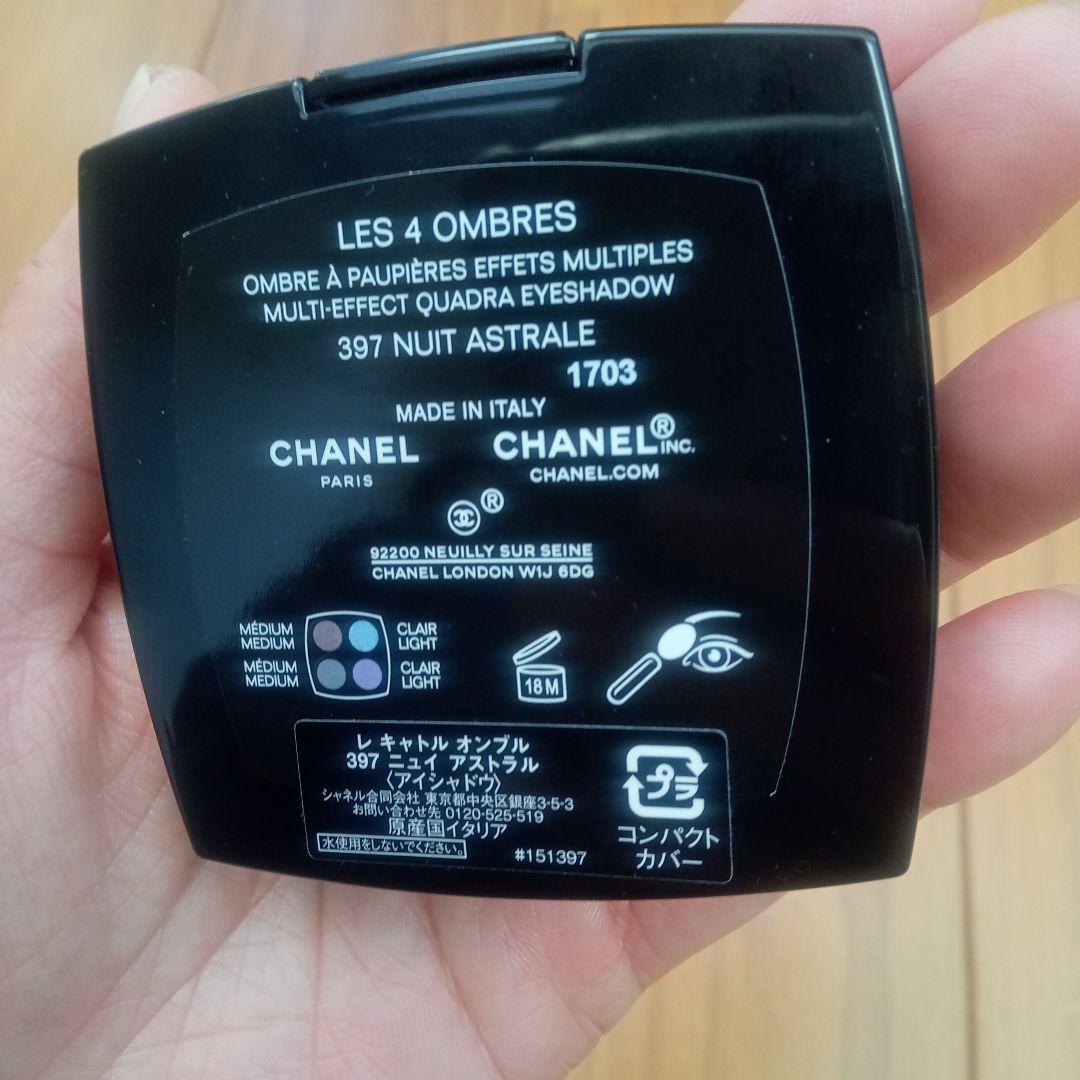 LES 4 OMBRES
OMBRE À PAUPIÈRES EFFETS MULTIPLES
MULTI-EFFECT QUADRA EYESHADOW
397 NUIT ASTRALE
1703
MADE IN ITALY
CHANEL
PARIS
CHANEL® INC.
CHANEL.COM
®
92200 NEUILLY SUR SEINE
CHANEL LONDON W1J 6DG
MÉDIUM
MEDIUM
CLAIR
LIGHT
MÉDIUM
MEDIUM
CLAIR
LIGHT
18 M
レ キャトル オンブル
397 ニュイ アストラル
〈アイシャドウ〉
シャネル合同会社 東京都中央区銀座3-5-3
お問い合わせ先 0120-525-519
原産国イタリア
水使用をしないでください。
#151397
プラ
コンパクト
カバー